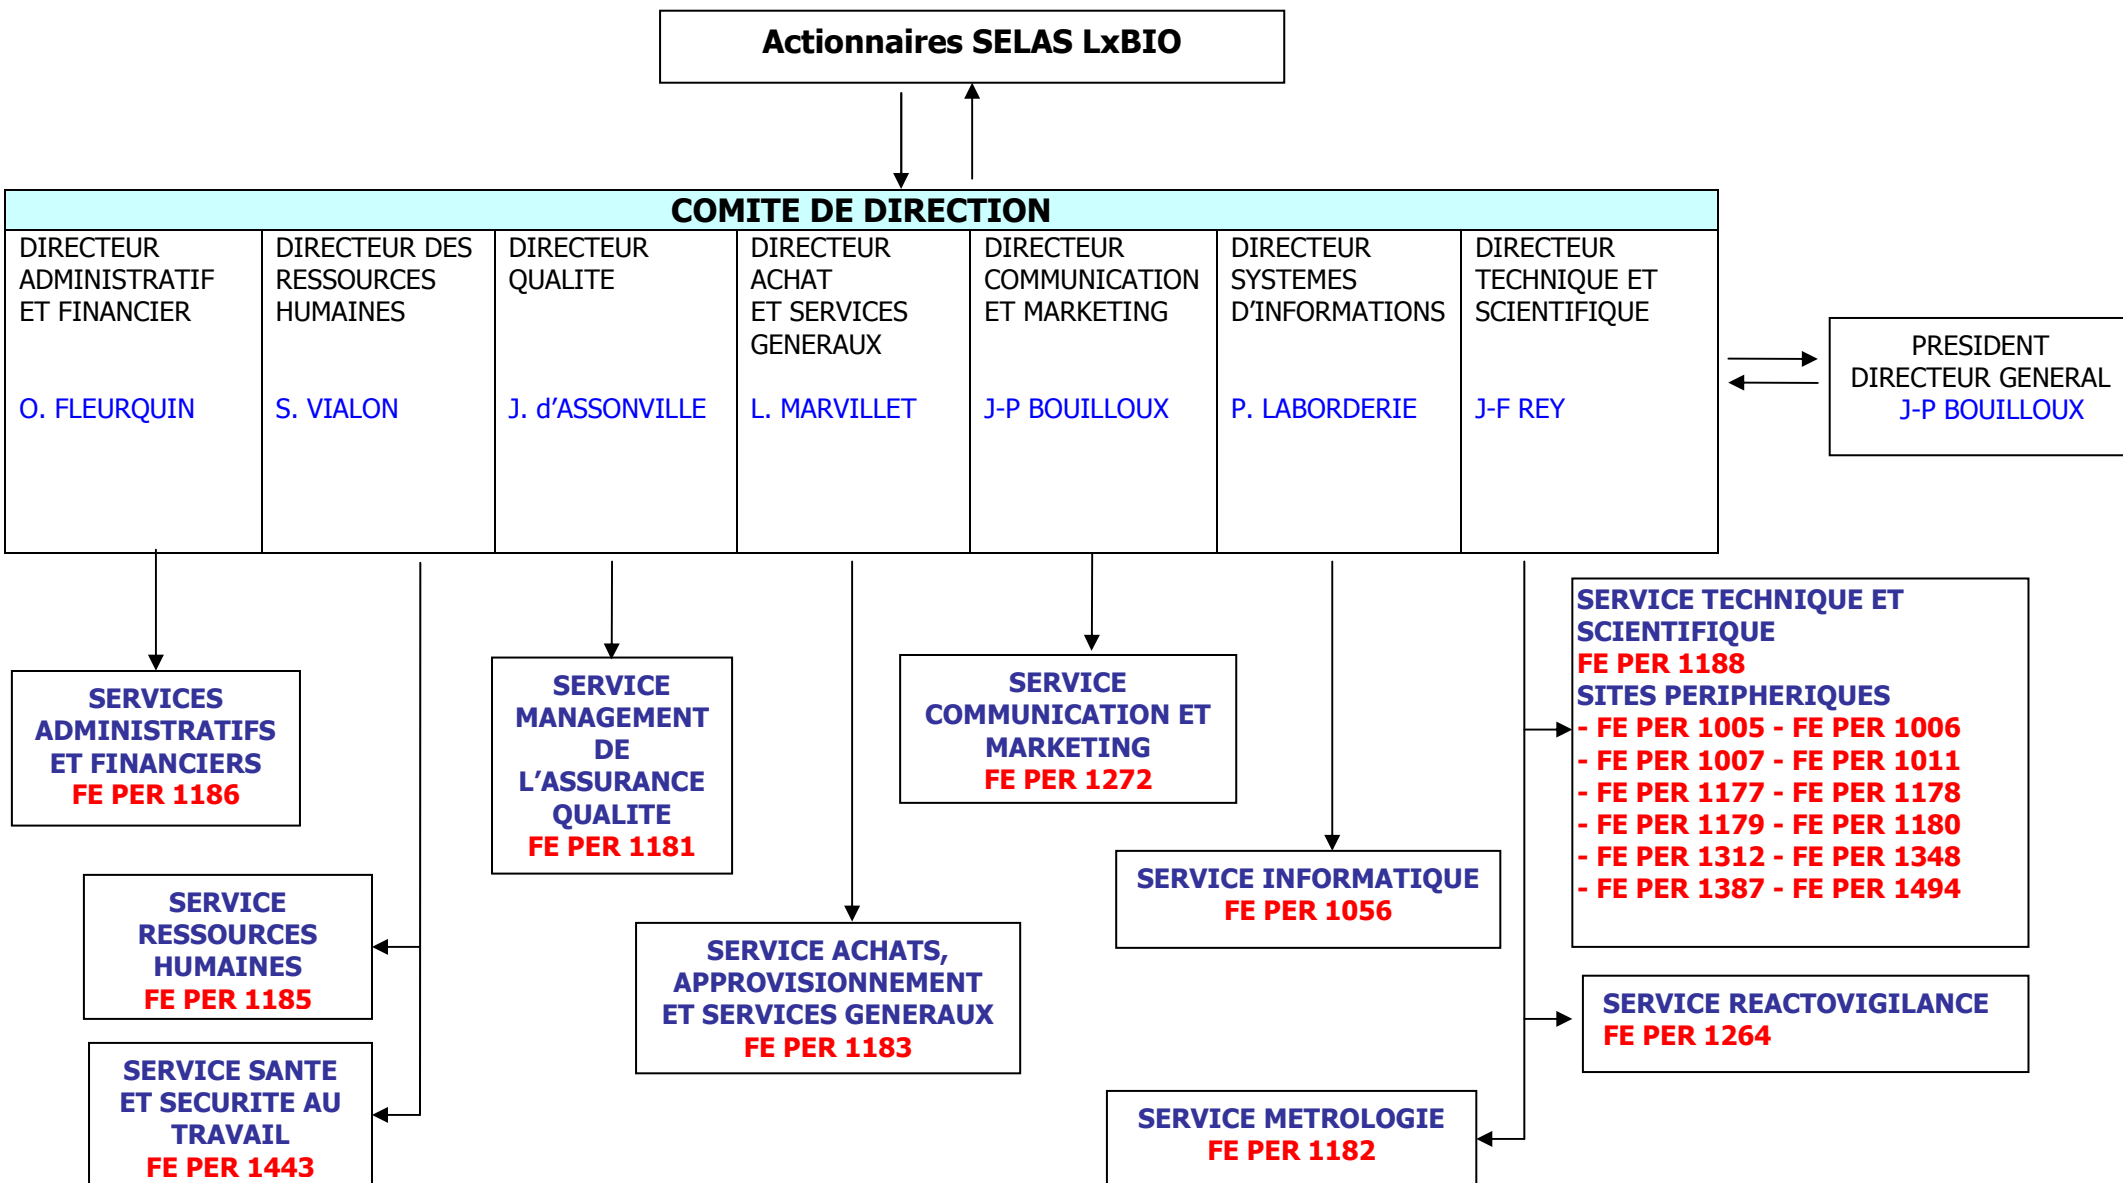 Actionnaires SELAS LxBIO
COMITE DE DIRECTION
DIRECTEUR
ADMINISTRATIF
ET FINANCIER
O. FLEURQUIN
DIRECTEUR DES
RESSOURCES
HUMAINES
S. VIALON
DIRECTEUR
QUALITE
J. d'ASSONVILLE
DIRECTEUR
ACHAT
ET SERVICES
GENERAUX
L. MARVILLET
DIRECTEUR
COMMUNICATION
ET MARKETING
J-P BOUILLOUX
DIRECTEUR
SYSTEMES
D'INFORMATIONS
P. LABORDERIE
DIRECTEUR
TECHNIQUE ET
SCIENTIFIQUE
J-F REY
PRESIDENT
DIRECTEUR GENERAL
J-P BOUILLOUX
SERVICES
ADMINISTRATIFS
ET FINANCIERS
FE PER 1186
SERVICE
RESSOURCES
HUMAINES
FE PER 1185
SERVICE SANTE
ET SECURITE AU
TRAVAIL
FE PER 1443
SERVICE
MANAGEMENT
DE
L'ASSURANCE
QUALITE
FE PER 1181
SERVICE ACHATS,
APPROVISIONNEMENT
ET SERVICES GENERAUX
FE PER 1183
SERVICE
COMMUNICATION ET
MARKETING
FE PER 1272
SERVICE INFORMATIQUE
FE PER 1056
SERVICE TECHNIQUE ET
SCIENTIFIQUE
FE PER 1188
SITES PERIPHERIQUES
- FE PER 1005 - FE PER 1006
- FE PER 1007 - FE PER 1011
- FE PER 1177 - FE PER 1178
- FE PER 1179 - FE PER 1180
- FE PER 1312 - FE PER 1348
- FE PER 1387 - FE PER 1494
SERVICE REACTOVIGILANCE
FE PER 1264
SERVICE METROLOGIE
FE PER 1182